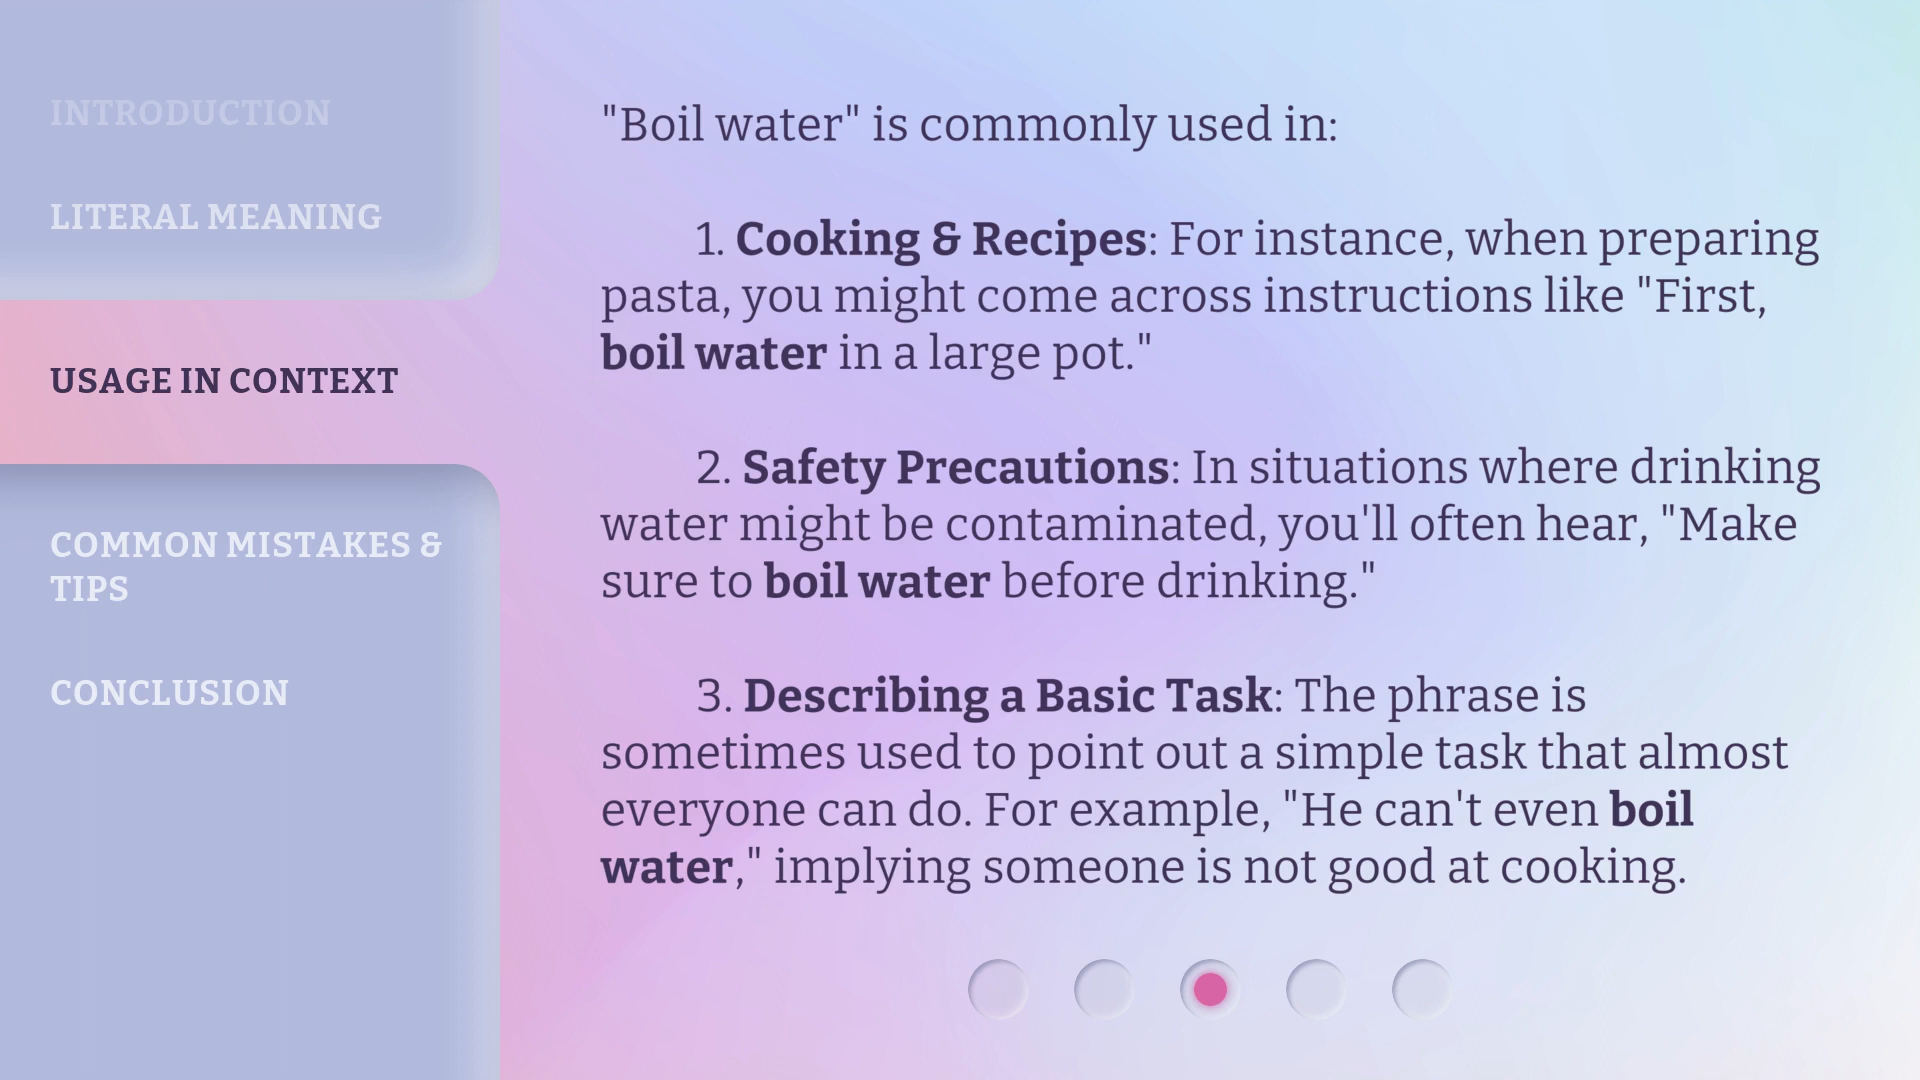 INTRODUCTION
LITERAL MEANING
USAGE IN CONTEXT
COMMON MISTAKES &
TIPS
CONCLUSION
"Boil water" is commonly used in:
1. Cooking & Recipes: For instance, when preparing
pasta, you might come across instructions like "First,
boil water in a large pot."
2. Safety Precautions: In situations where drinking
water might be contaminated, you'll often hear, "Make
sure to boil water before drinking."
3. Describing a Basic Task: The phrase is
sometimes used to point out a simple task that almost
everyone can do. For example, "He can't even boil
water," implying someone is not good at cooking.